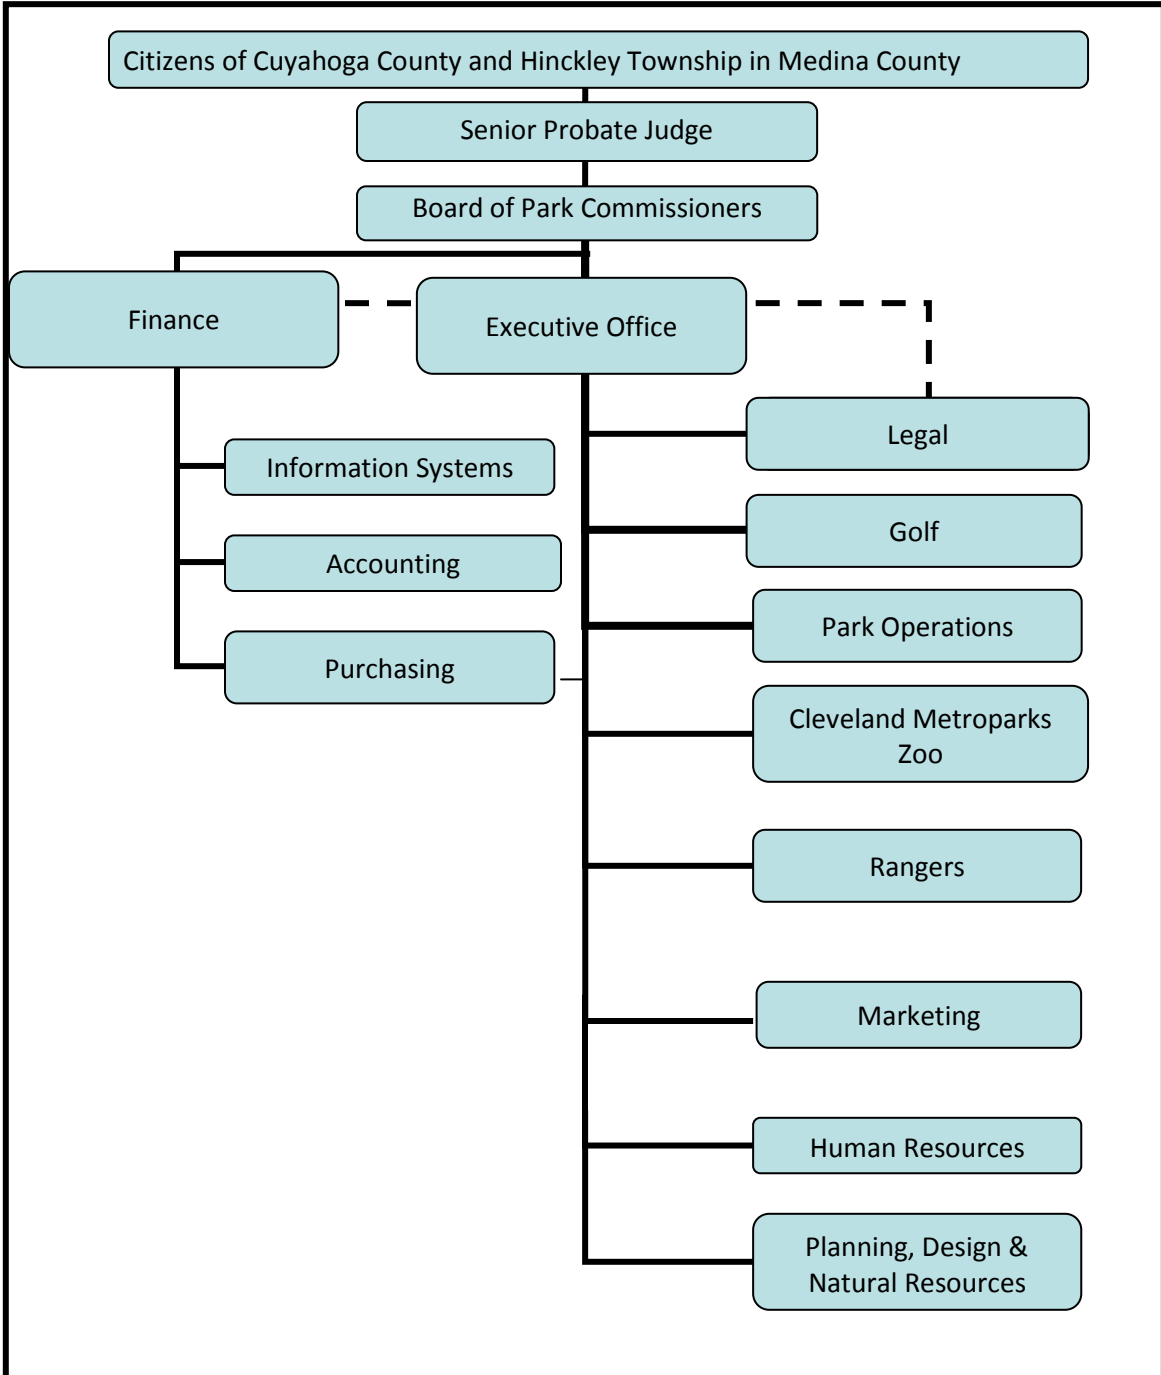 Citizens of Cuyahoga County and Hinckley Township in Medina County
Senior Probate Judge
Board of Park Commissioners
Finance
Executive Office
Legal
Information Systems
Golf
Accounting
Park Operations
Purchasing
Cleveland Metroparks
Zoo
Rangers
Marketing
Human Resources
Planning, Design &
Natural Resources